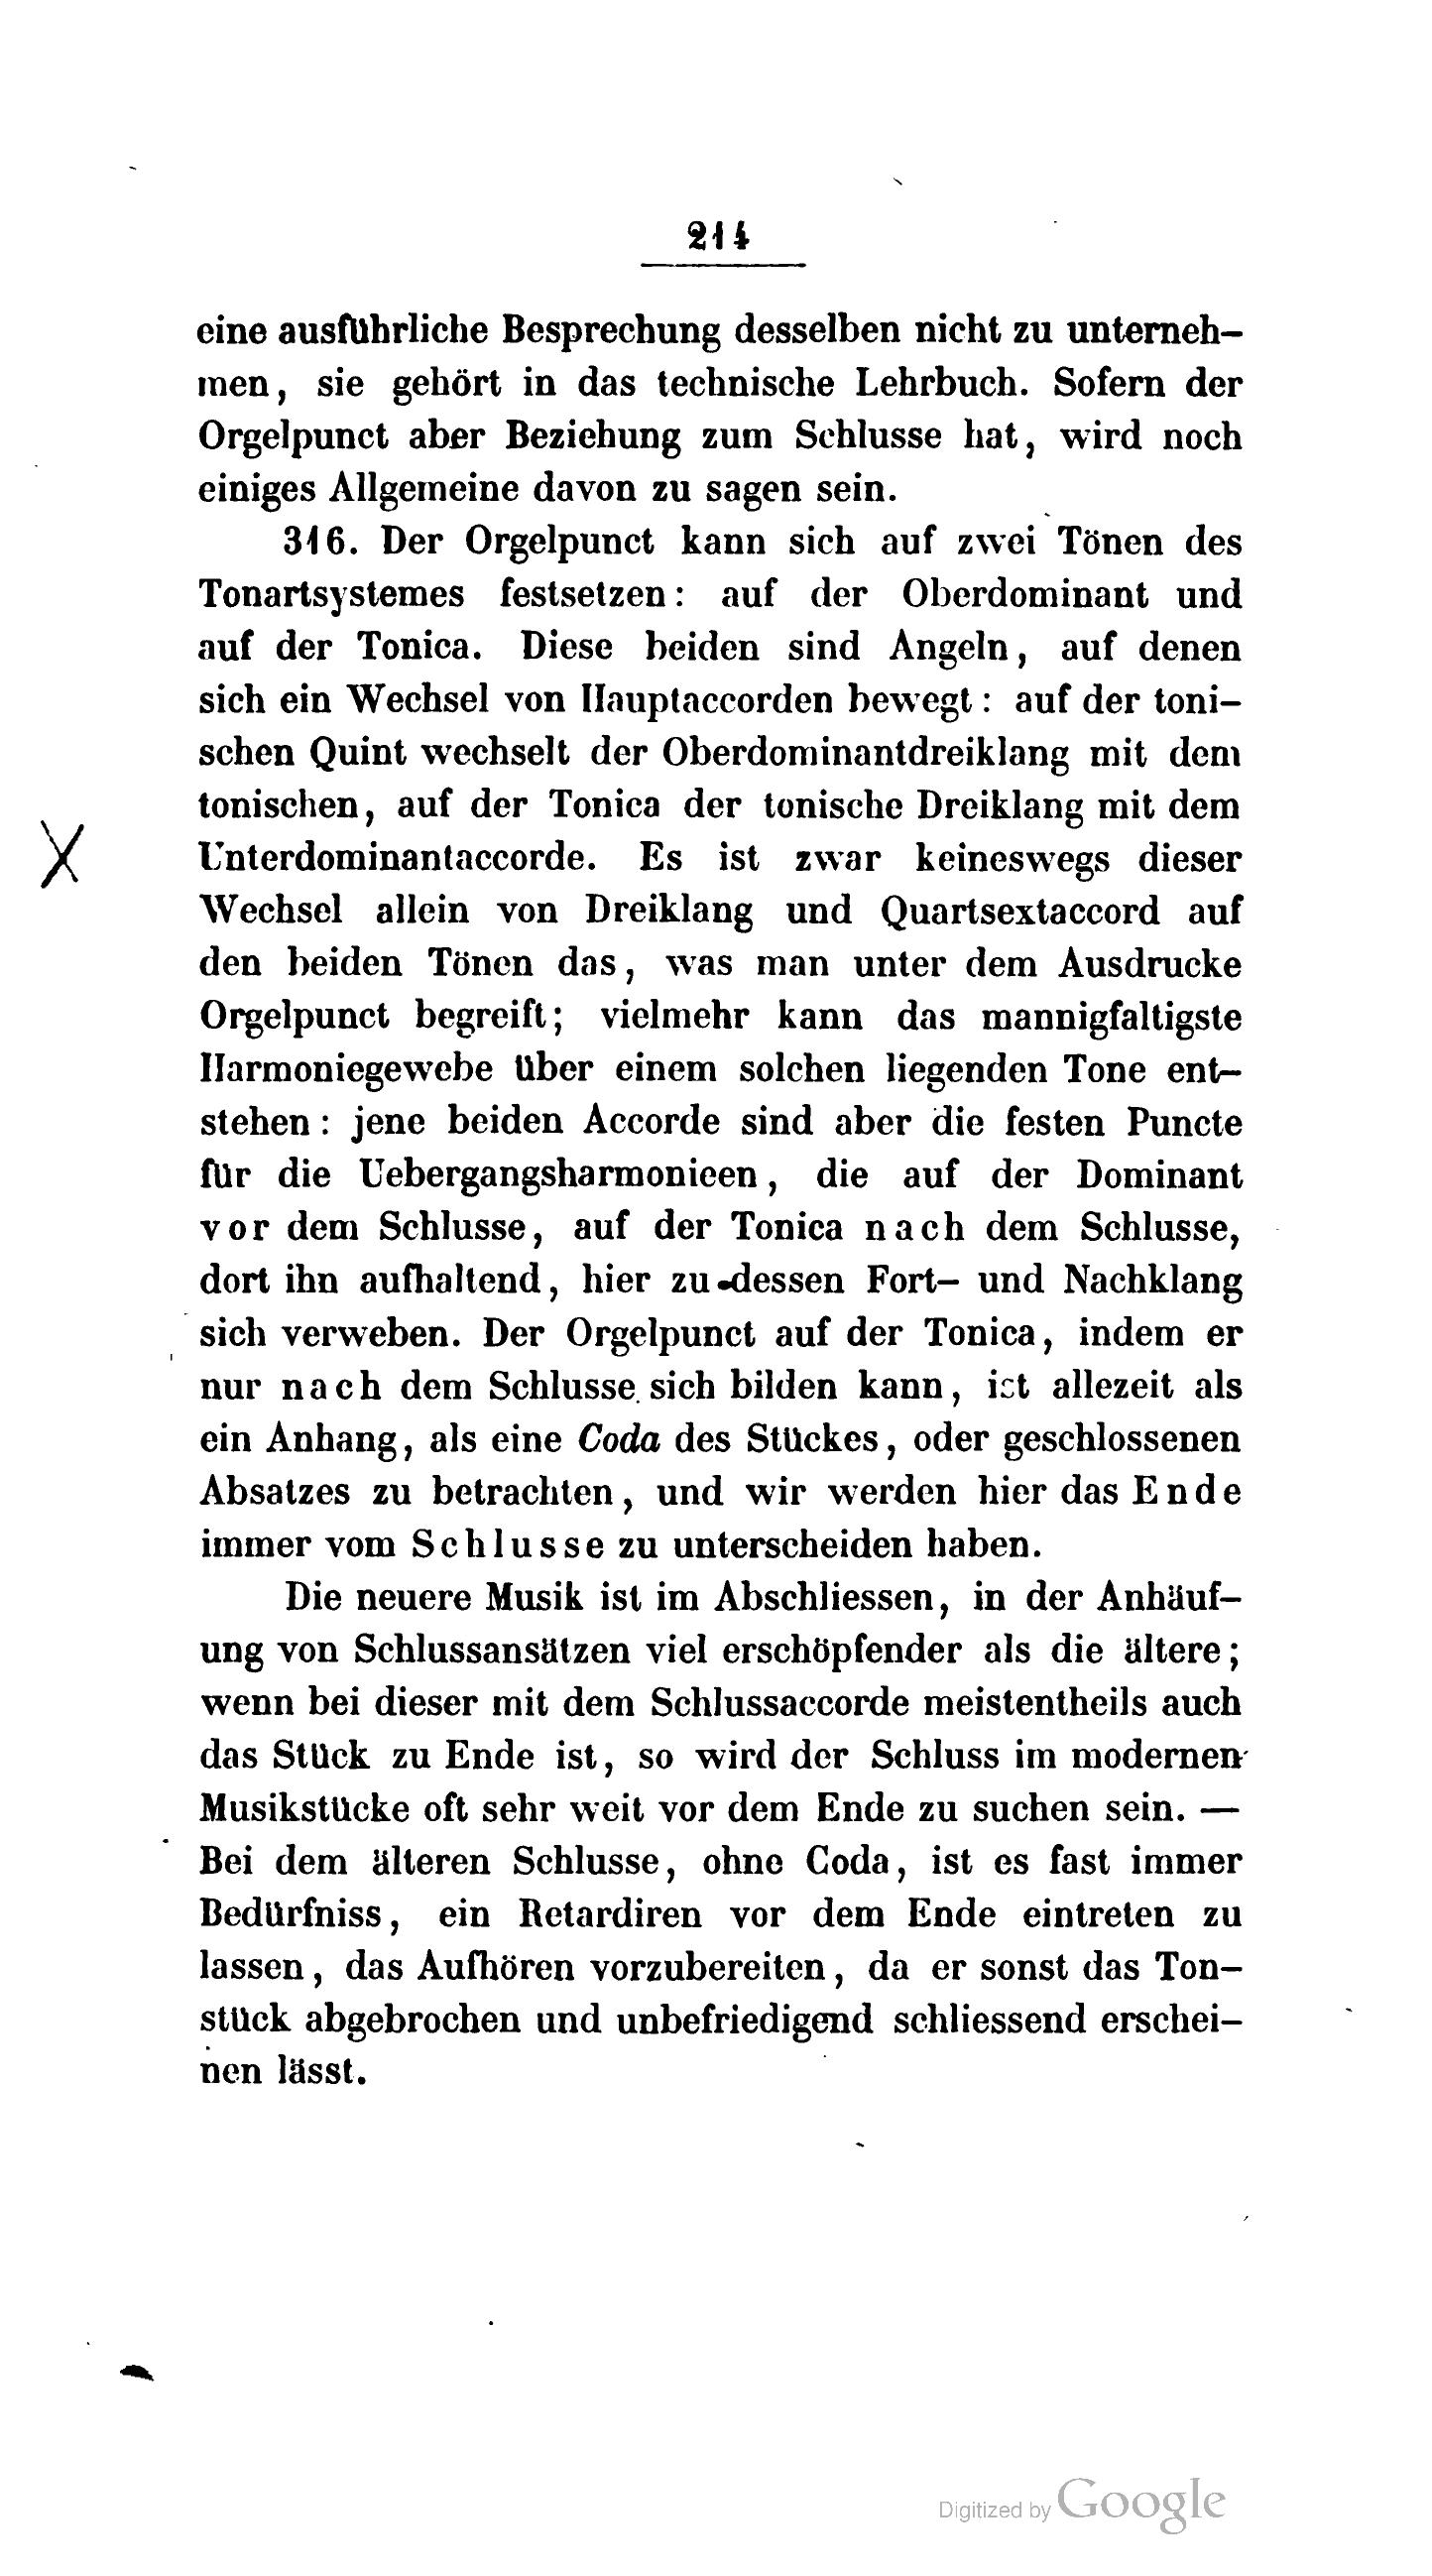 214
eine ausführliche Besprechung desselben nicht zu unterneh-
men, sie gehört in das technische Lehrbuch. Sofern der
Orgelpunct aber Beziehung zum Schlusse hat, wird noch
einiges Allgemeine davon zu sagen sein.
316. Der Orgelpunct kann sich auf zwei Tönen des
Tonartsystemes festsetzen: auf der Oberdominant und
auf der Tonica. Diese beiden sind Angeln, auf denen
sich ein Wechsel von Hauptaccorden bewegt: auf der toni-
schen Quint wechselt der Oberdominantdreiklang mit dem
tonischen, auf der Tonica der tonische Dreiklang mit dem
Unterdominantaccorde. Es ist zwar keineswegs dieser
Wechsel allein von Dreiklang und Quartsextaccord auf
den beiden Tönen das, was man unter dem Ausdrucke
Orgelpunct begreift; vielmehr kann das mannigfaltigste
Harmoniegewebe über einem solchen liegenden Tone ent-
stehen: jene beiden Accorde sind aber die festen Puncte
für die Uebergangsharmonieen, die auf der Dominant
vor dem Schlusse, auf der Tonica nach dem Schlusse,
dort ihn aufhaltend, hier zu dessen Fort- und Nachklang
sich verweben. Der Orgelpunct auf der Tonica, indem er
nur nach dem Schlusse sich bilden kann, ist allezeit als
ein Anhang, als eine Coda des Stückes, oder geschlossenen
Absatzes zu betrachten, und wir werden hier das Ende
immer vom Schlusse zu unterscheiden haben.
Die neuere Musik ist im Abschliessen, in der Anhäuf-
ung von Schlussansätzen viel erschöpfender als die ältere;
wenn bei dieser mit dem Schlussaccorde meistentheils auch
das Stück zu Ende ist, so wird der Schluss im modernen
Musikstücke oft sehr weit vor dem Ende zu suchen sein. —
Bei dem älteren Schlusse, ohne Coda, ist es fast immer
Bedürfniss, ein Retardiren vor dem Ende eintreten zu
lassen, das Aufhören vorzubereiten, da er sonst das Ton-
stück abgebrochen und unbefriedigend schliessend erschei-
nen lässt.
Digitized by Google